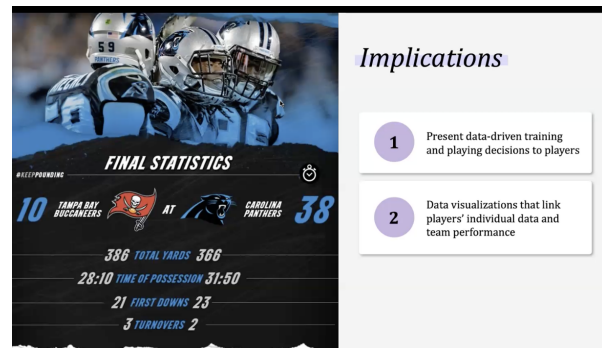 59
PANTHERS
FINAL STATISTICS
#KEEPPOUNDING
10 TAMPA BAY BUCCANEERS AT CAROLINA PANTHERS 38
386 TOTAL YARDS 366
28:10 TIME OF POSSESSION 31:50
21 FIRST DOWNS 23
3 TURNOVERS 2
Implications
1
Present data-driven training
and playing decisions to players
2
Data visualizations that link
players' individual data and
team performance